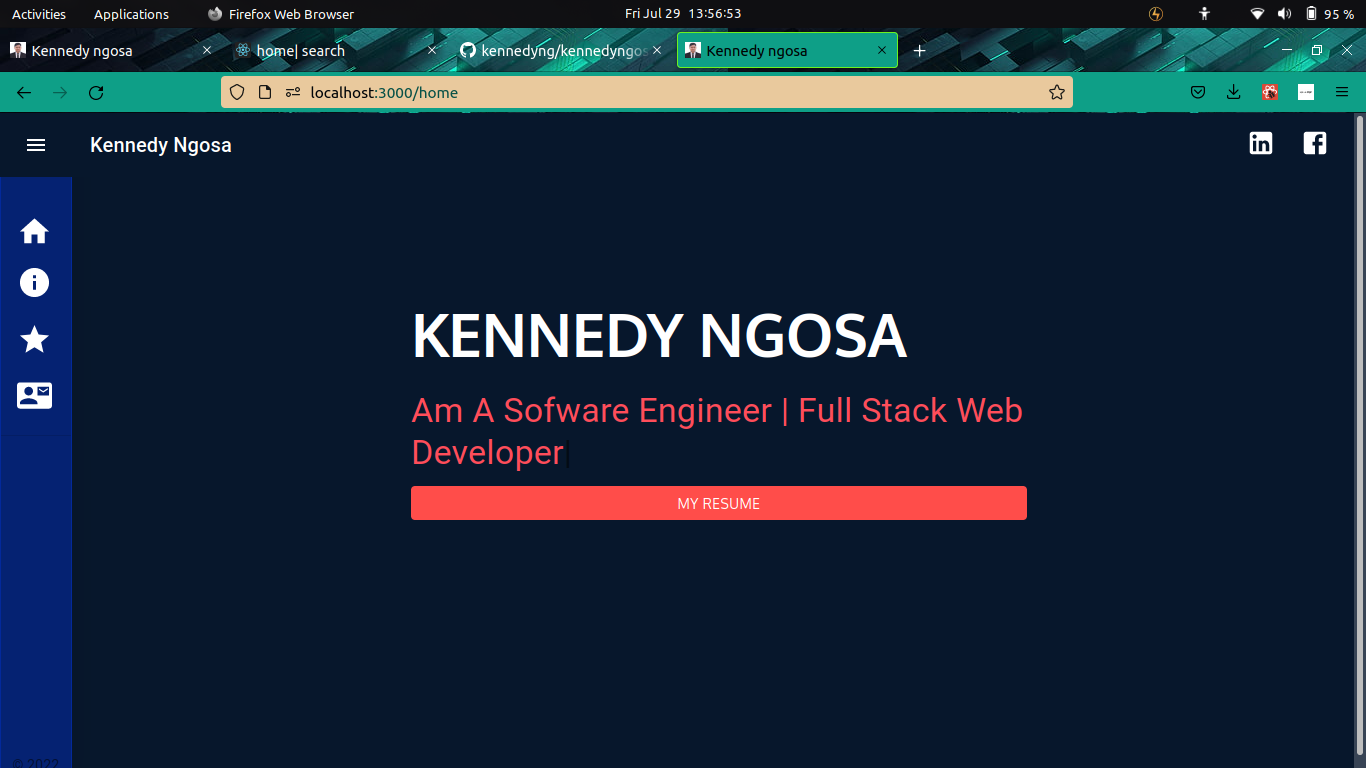 Activities Applications Firefox Web Browser Fri Jul 29 13:56:53 95 %
Kennedy ngosa home| search kennedyng/kennedyngos Kennedy ngosa
localhost:3000/home
Kennedy Ngosa
KENNEDY NGOSA
Am A Sofware Engineer | Full Stack Web
Developer
MY RESUME
© 2022